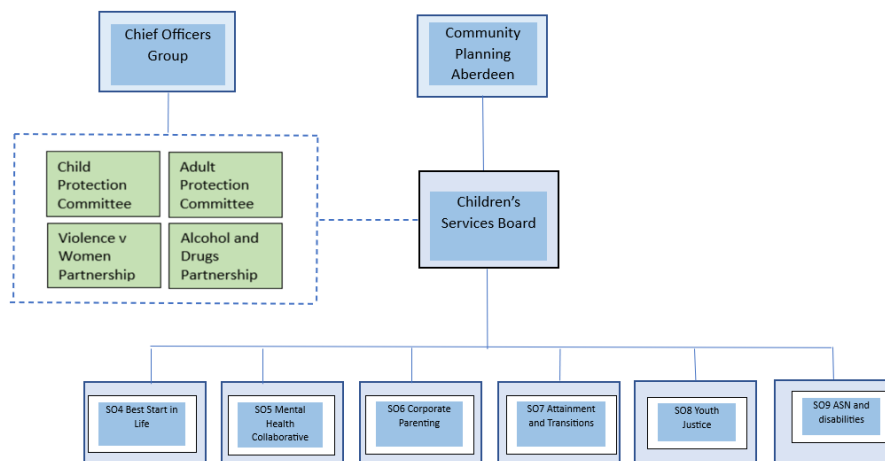 Chief Officers
Group
Community
Planning
Aberdeen
Child
Protection
Committee
Adult
Protection
Committee
Violence v
Women
Partnership
Alcohol and
Drugs
Partnership
Children’s
Services Board
SO4 Best Start in
Life
SO5 Mental
Health
Collaborative
SO6 Corporate
Parenting
SO7 Attainment
and Transitions
SO8 Youth
Justice
SO9 ASN and
disabilities